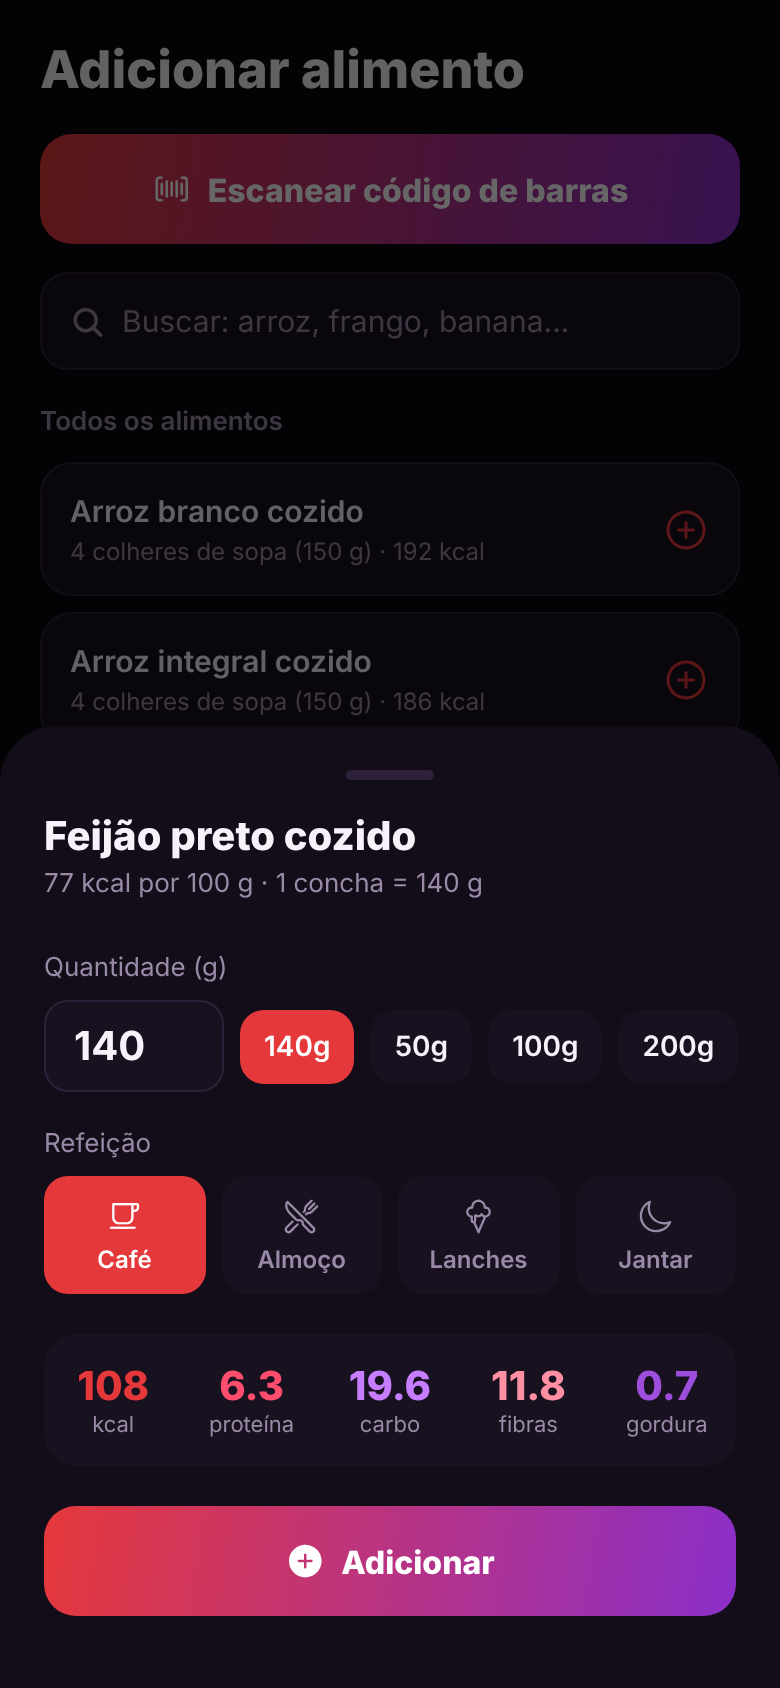 Adicionar alimento
Escanear código de barras
Buscar: arroz, frango, banana...
Todos os alimentos
Arroz branco cozido
4 colheres de sopa (150 g) · 192 kcal
Arroz integral cozido
4 colheres de sopa (150 g) · 186 kcal
Feijão preto cozido
77 kcal por 100 g · 1 concha = 140 g
Quantidade (g)
140 140g 50g 100g 200g
Refeição
Café Almoço Lanches Jantar
108 6.3 19.6 11.8 0.7
kcal proteína carbo fibras gordura
Adicionar